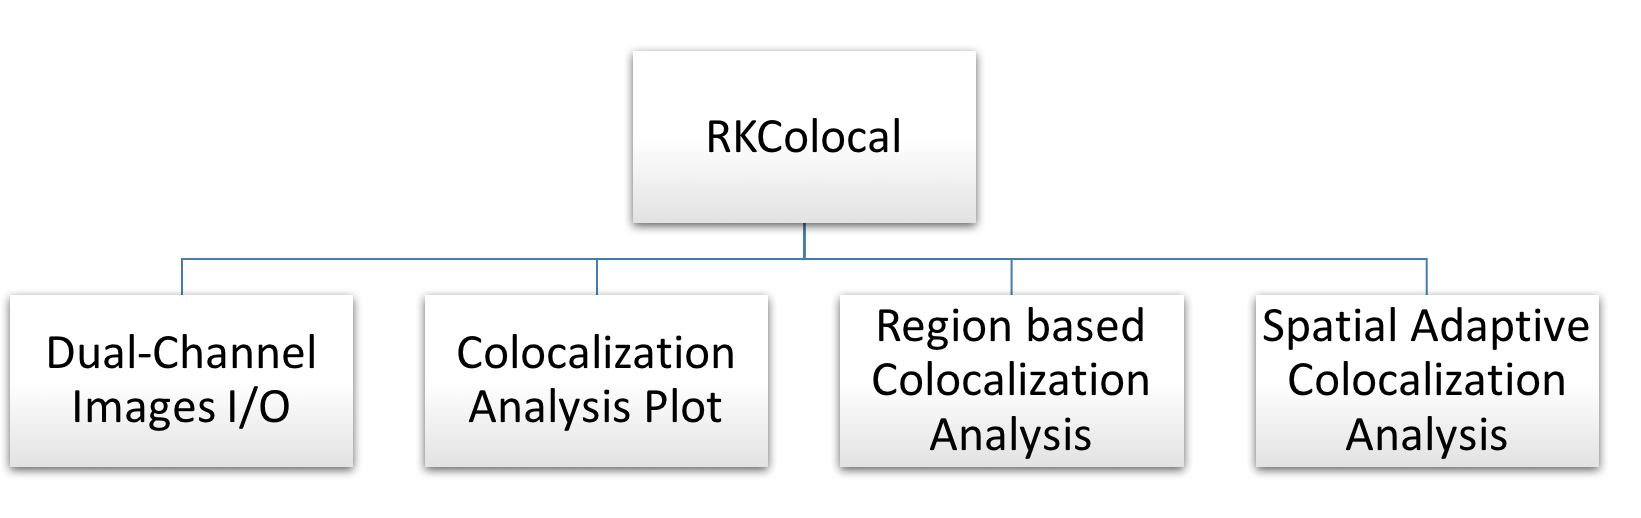 RKColocal
Dual-Channel
Images I/O
Colocalization
Analysis Plot
Region based
Colocalization
Analysis
Spatial Adaptive
Colocalization
Analysis